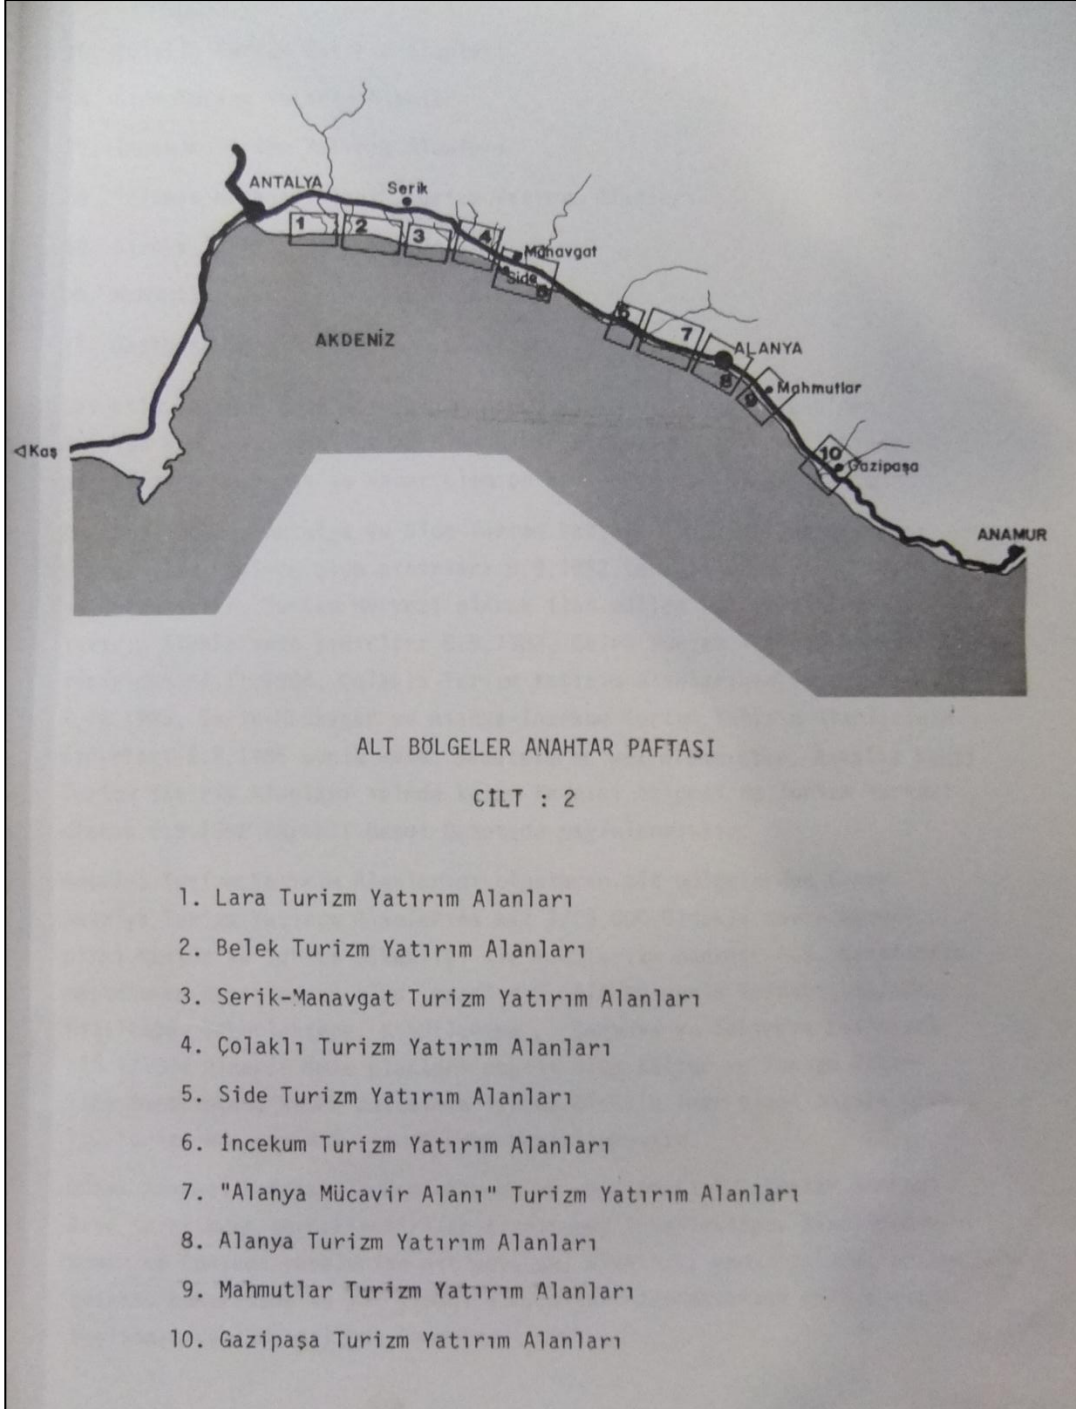 ANTALYA
Serik
1
2
3
4
Manavgat
Side
5
AKDENİZ
6
7
ALANYA
8
Mahmutlar
9
Kaş
10
Gazipaşa
ANAMUR
ALT BÖLGELER ANAHTAR PAFTASI
CİLT : 2
1. Lara Turizm Yatırım Alanları
2. Belek Turizm Yatırım Alanları
3. Serik-Manavgat Turizm Yatırım Alanları
4. Çolaklı Turizm Yatırım Alanları
5. Side Turizm Yatırım Alanları
6. İncekum Turizm Yatırım Alanları
7. "Alanya Mücavir Alanı" Turizm Yatırım Alanları
8. Alanya Turizm Yatırım Alanları
9. Mahmutlar Turizm Yatırım Alanları
10. Gazipaşa Turizm Yatırım Alanları